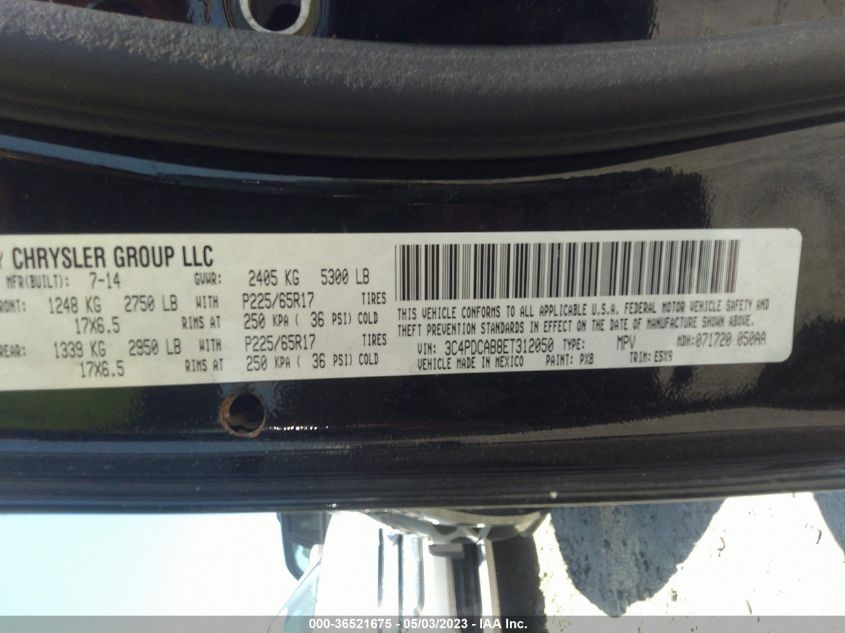 CHRYSLER GROUP LLC
MFR(BUILT): 7-14 GVWR: 2405 KG 5300 LB
1248 KG 2750 LB WITH P225/65R17 TIRES
17X6.5 RIMS AT 250 KPA ( 36 PSI) COLD
1339 KG 2950 LB WITH P225/65R17 TIRES
17X6.5 RIMS AT 250 KPA ( 36 PSI) COLD
THIS VEHICLE CONFORMS TO ALL APPLICABLE U.S.A. FEDERAL MOTOR VEHICLE SAFETY AND
THEFT PREVENTION STANDARDS IN EFFECT ON THE DATE OF MANUFACTURE SHOWN ABOVE.
VIN: 3C4PDCAB8ET312050 TYPE: MPV MDH: 071720 050AA
VEHICLE MADE IN MEXICO PAINT: PX8 TRIM: E5X9
000-36521675 - 05/03/2023 - IAA Inc.